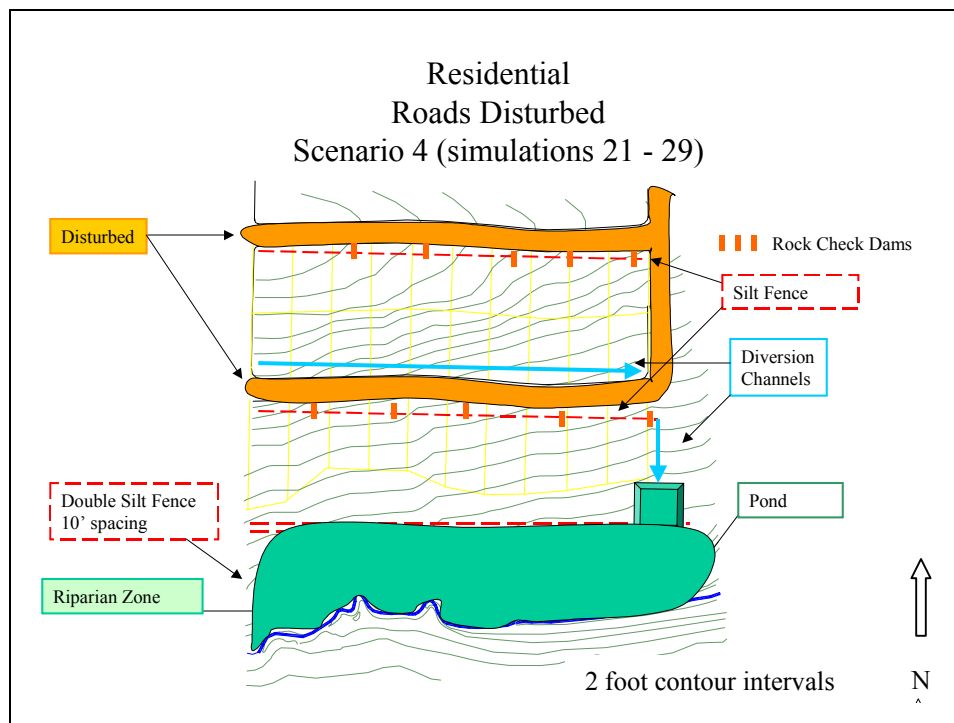 Residential
Roads Disturbed
Scenario 4 (simulations 21 - 29)
Disturbed
Rock Check Dams
Silt Fence
Diversion
Channels
Double Silt Fence
10’ spacing
Pond
Riparian Zone
2 foot contour intervals
N